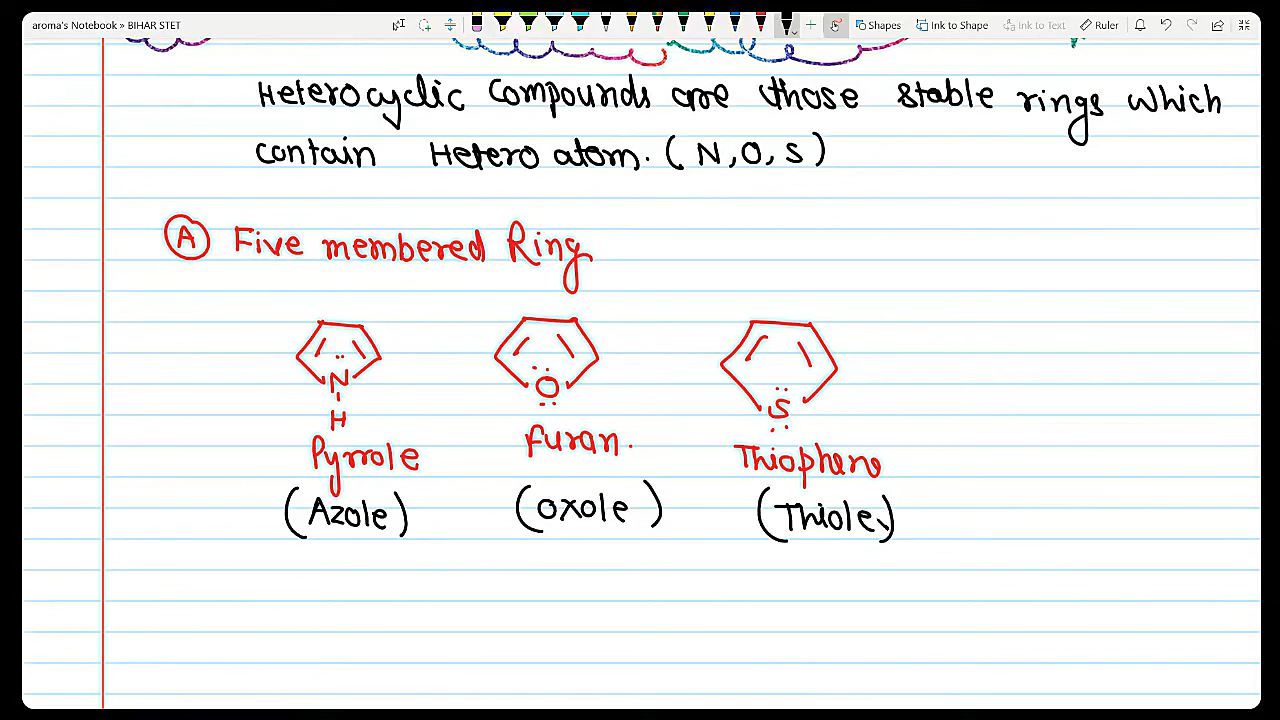 aroma's Notebook » BIHAR STET
Shapes Ink to Shape Ink to Text Ruler
Heterocyclic Compounds are those stable rings which
contain Hetero atom. (N, O, S)
A Five membered Ring
N O S
H
Pyrrole Furan. Thiophene
(Azole) (Oxole) (Thiole)